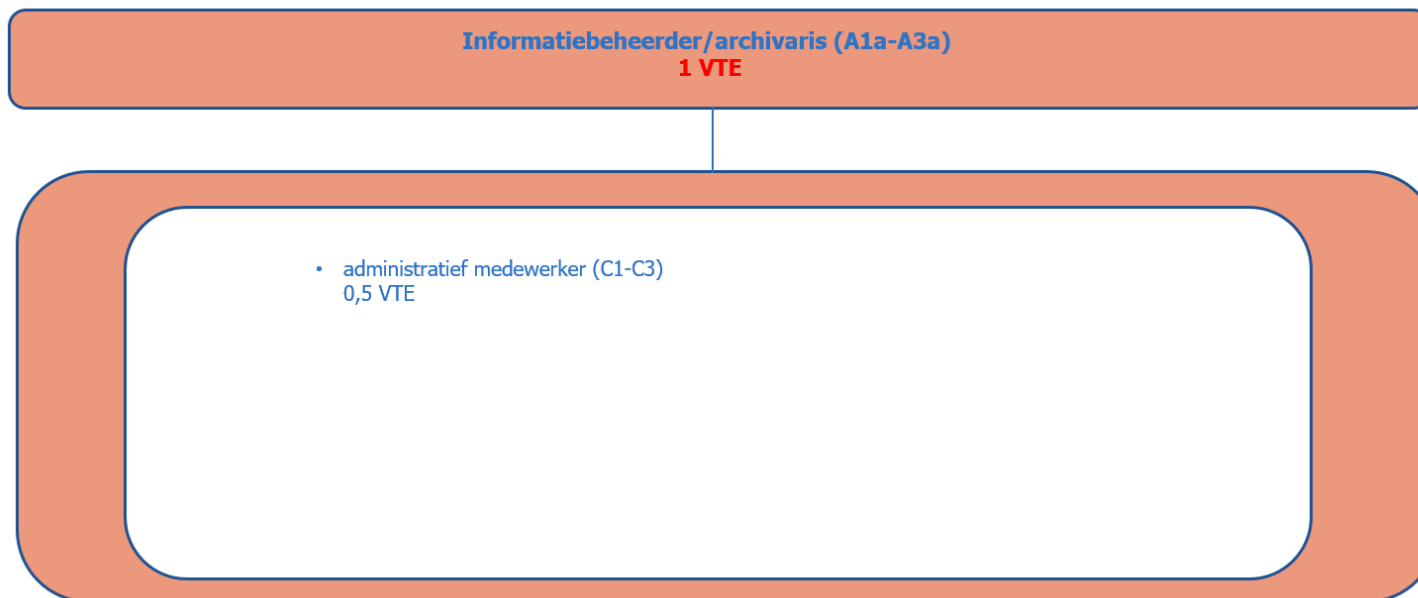 Informatiebeheerder/archivaris (A1a-A3a)
1 VTE
• administratief medewerker (C1-C3)
0,5 VTE